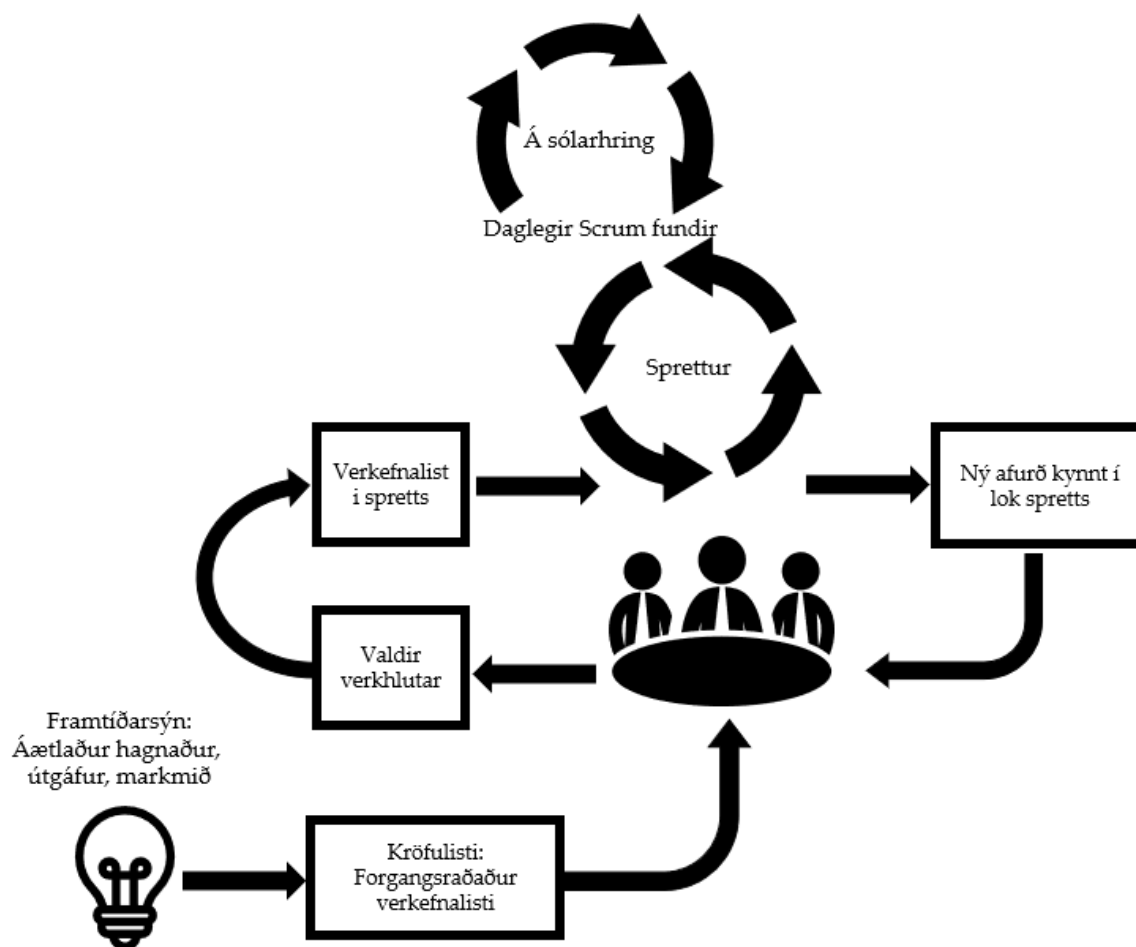 Á sólarhring
Daglegir Scrum fundir
Sprettur
Verkefnalist
i spretts
Ný afurð kynnt í
lok spretts
Valdir
verkhlutar
Framtíðarsýn:
Áætlaður hagnaður,
útgáfur, markmið
Kröfulisti:
Forgangsraðaður
verkefnalisti